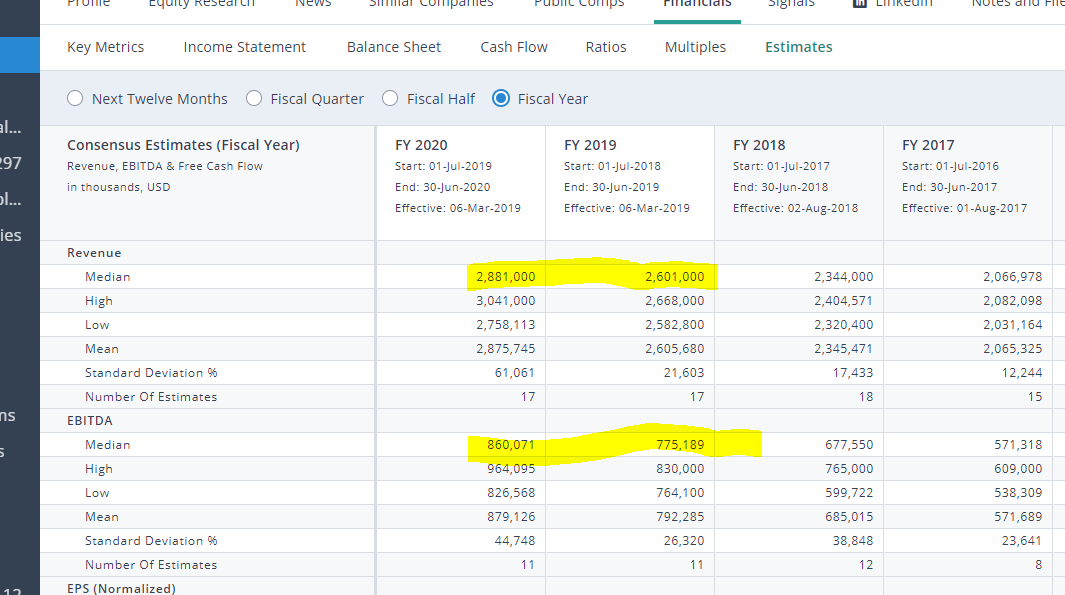 Profile Equity Research News Similar Companies Public Comps Financials Signals in LinkedIn Notes and
Key Metrics Income Statement Balance Sheet Cash Flow Ratios Multiples Estimates
Next Twelve Months Fiscal Quarter Fiscal Half Fiscal Year
al...
297
ol...
ies
ms
s
12
Consensus Estimates (Fiscal Year) FY 2020 FY 2019 FY 2018 FY 2017
Revenue, EBITDA & Free Cash Flow Start: 01-Jul-2019 Start: 01-Jul-2018 Start: 01-Jul-2017 Start: 01-Jul-2016
in thousands, USD End: 30-Jun-2020 End: 30-Jun-2019 End: 30-Jun-2018 End: 30-Jun-2017
Effective: 06-Mar-2019 Effective: 06-Mar-2019 Effective: 02-Aug-2018 Effective: 01-Aug-2017
Revenue
Median 2,881,000 2,601,000 2,344,000 2,066,978
High 3,041,000 2,668,000 2,404,571 2,082,098
Low 2,758,113 2,582,800 2,320,400 2,031,164
Mean 2,875,745 2,605,680 2,345,471 2,065,325
Standard Deviation % 61,061 21,603 17,433 12,244
Number Of Estimates 17 17 18 15
EBITDA
Median 860,071 775,189 677,550 571,318
High 964,095 830,000 765,000 609,000
Low 826,568 764,100 599,722 538,309
Mean 879,126 792,285 685,015 571,689
Standard Deviation % 44,748 26,320 38,848 23,641
Number Of Estimates 11 11 12 8
EPS (Normalized)